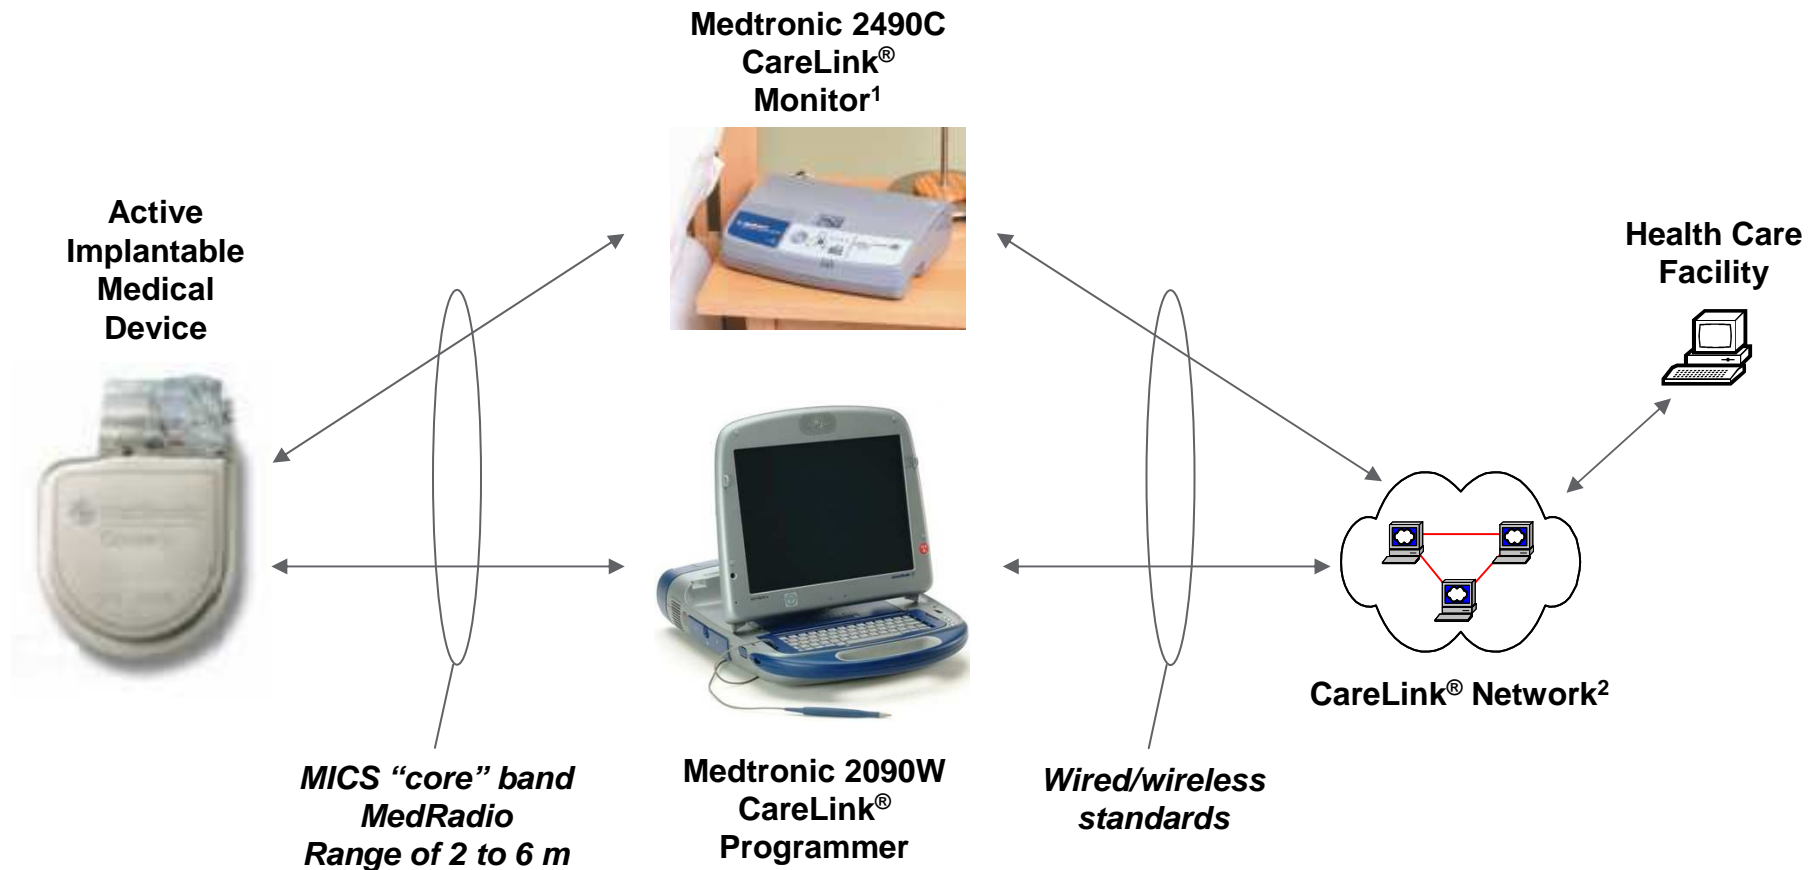 Medtronic 2490C
CareLink®
Monitor¹
Active
Implantable
Medical
Device
Health Care
Facility
CareLink® Network²
MICS “core” band
MedRadio
Range of 2 to 6 m
Medtronic 2090W
CareLink®
Programmer
Wired/wireless
standards